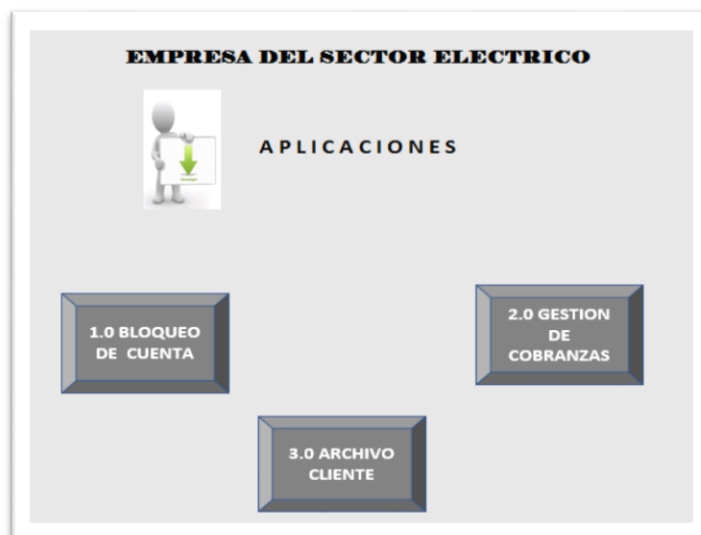 EMPRESA DEL SECTOR ELECTRICO
APLICACIONES
1.0 BLOQUEO
DE CUENTA
2.0 GESTION
DE
COBRANZAS
3.0 ARCHIVO
CLIENTE